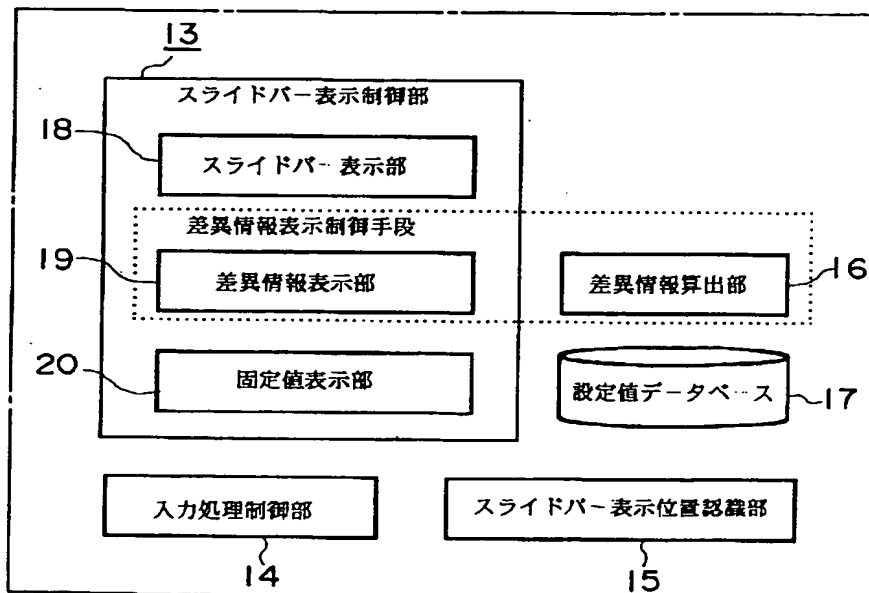 13
スライドバー表示制御部
18
スライドバー表示部
差異情報表示制御手段
19
差異情報表示部
差異情報算出部
16
20
固定値表示部
設定値データベース
17
入力処理制御部
スライドバー表示位置認識部
14
15